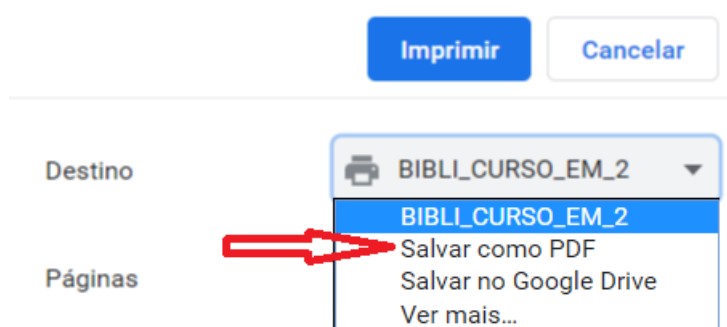 Imprimir Cancelar
Destino BIBLI_CURSO_EM_2
BIBLI_CURSO_EM_2
Salvar como PDF
Páginas Salvar no Google Drive
Ver mais...